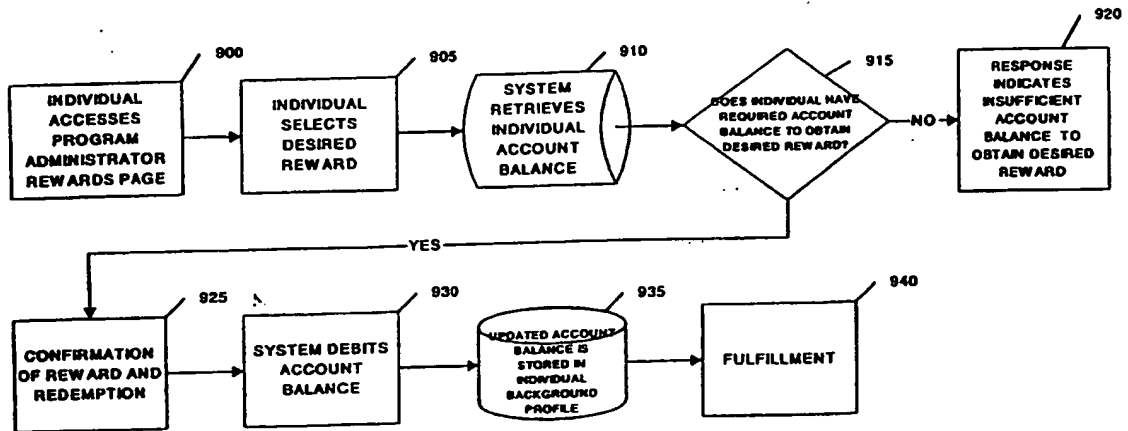 900
INDIVIDUAL
ACCESSES
PROGRAM
ADMINISTRATOR
REWARDS PAGE
905
INDIVIDUAL
SELECTS
DESIRED
REWARD
910
SYSTEM
RETRIEVES
INDIVIDUAL
ACCOUNT
BALANCE
915
DOES INDIVIDUAL HAVE
REQUIRED ACCOUNT
BALANCE TO OBTAIN
DESIRED REWARD?
NO
920
RESPONSE
INDICATES
INSUFFICIENT
ACCOUNT
BALANCE TO
OBTAIN DESIRED
REWARD
YES
925
CONFIRMATION
OF REWARD AND
REDEMPTION
930
SYSTEM DEBITS
ACCOUNT
BALANCE
935
UPDATED ACCOUNT
BALANCE IS
STORED IN
INDIVIDUAL
BACKGROUND
PROFILE
940
FULFILLMENT